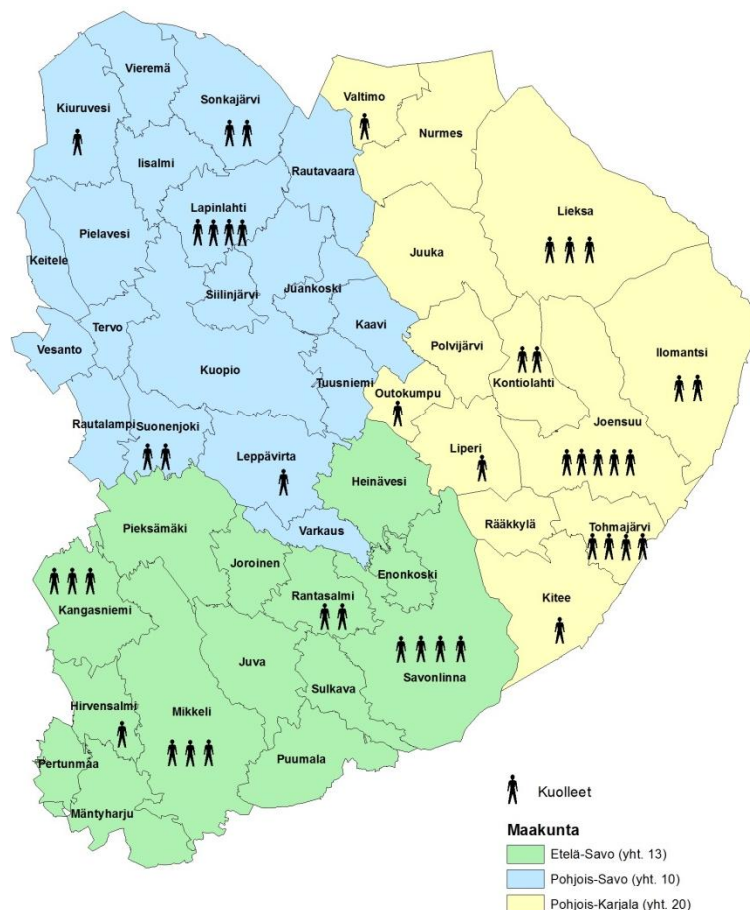 Vieremä
Kiuruvesi
Sonkajärvi
Valtimo
Nurmes
Iisalmi
Rautavaara
Lapinlahti
Lieksa
Pielavesi
Keitele
Juuka
Siilinjärvi
Juankoski
Kaavi
Tervo
Vesanto
Polvijärvi
Ilomantsi
Kuopio
Kontiolahti
Tuusniemi
Outokumpu
Rautalampi
Suonenjoki
Joensuu
Leppävirta
Liperi
Heinävesi
Varkaus
Rääkkylä
Tohmajärvi
Pieksämäki
Joroinen
Enonkoski
Kangasniemi
Rantasalmi
Kitee
Juva
Savonlinna
Sulkava
Hirvensalmi
Mikkeli
Puumala
Pertunmaa
Mäntyharju
Kuolleet
Maakunta
Etelä-Savo (yht. 13)
Pohjois-Savo (yht. 10)
Pohjois-Karjala (yht. 20)